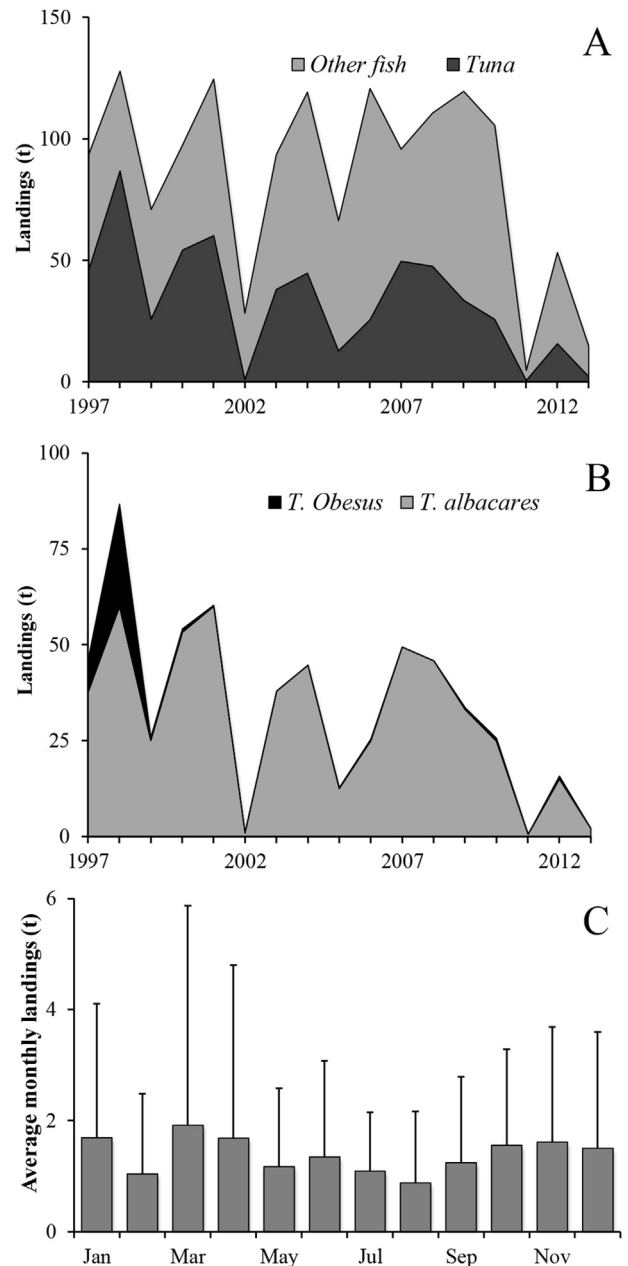 150
A
Other fish Tuna
100
Landings (t)
50
0
1997 2002 2007 2012
100
B
T. Obesus T. albacares
75
Landings (t)
50
25
0
1997 2002 2007 2012
6
C
Average monthly landings (t)
4
2
0
Jan Mar May Jul Sep Nov